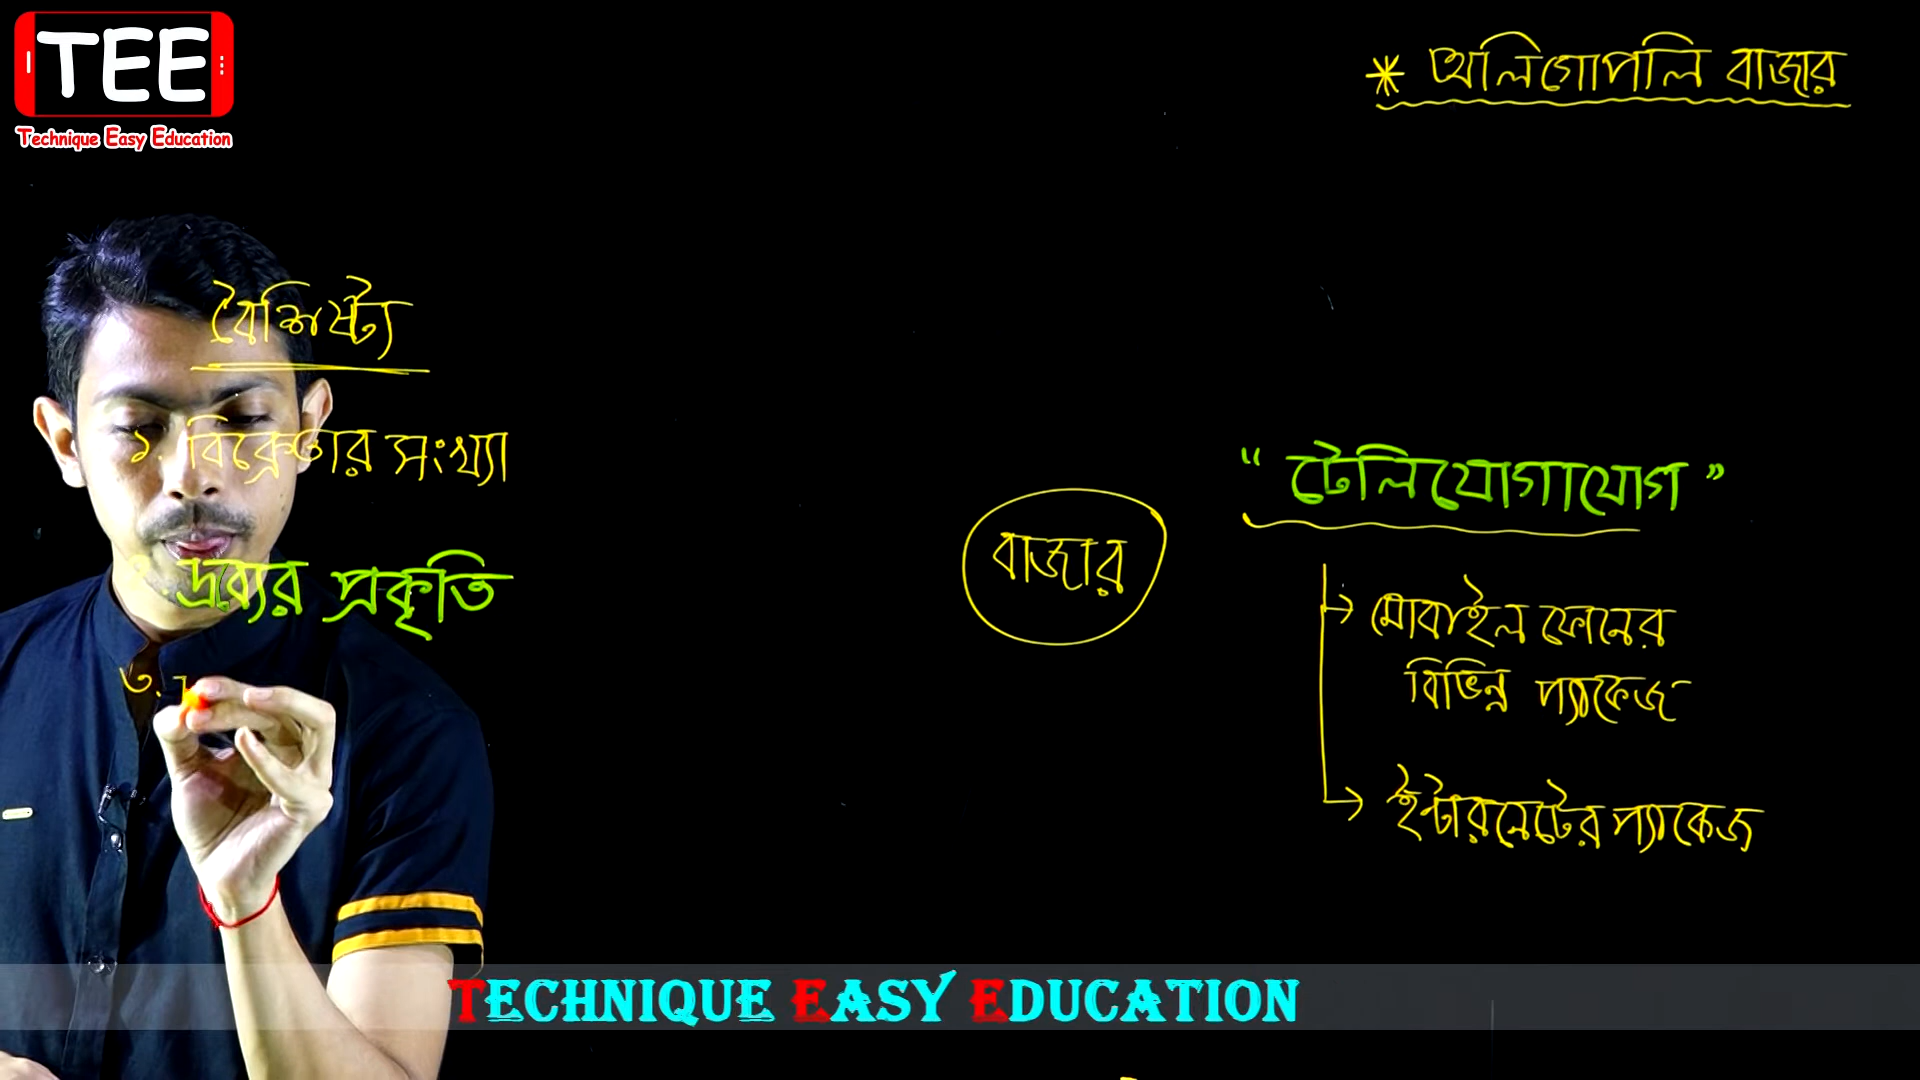 TEE
Technique Easy Education
* অলিগোপলি বাজার
বৈশিষ্ট্য
১. বিক্রেতার সংখ্যা
দ্রব্যের প্রকৃতি
৩.
বাজার
“ টেলিযোগাযোগ ”
→ মোবাইল ফোনের
বিভিন্ন প্যাকেজ
→ ইন্টারনেটের প্যাকেজ
TECHNIQUE EASY EDUCATION